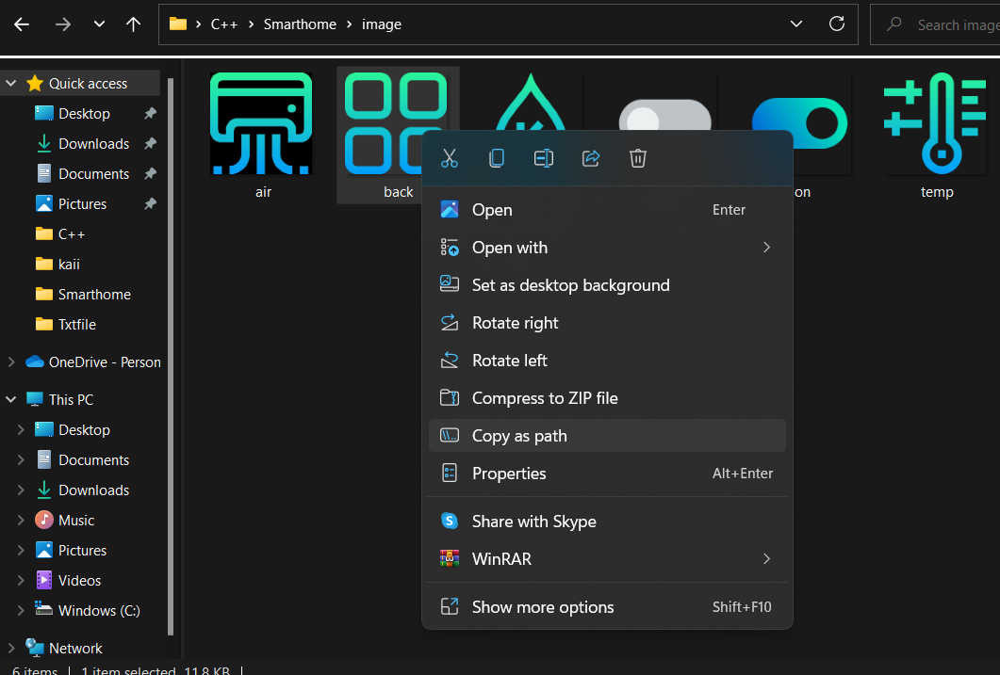 C++ Smarthome image
Search image
Quick access
Desktop
Downloads
Documents
Pictures
C++
kaii
Smarthome
Txtfile
OneDrive - Person
This PC
Desktop
Documents
Downloads
Music
Pictures
Videos
Windows (C:)
Network
air
back
on
temp
Open Enter
Open with
Set as desktop background
Rotate right
Rotate left
Compress to ZIP file
Copy as path
Properties Alt+Enter
Share with Skype
WinRAR
Show more options Shift+F10
6 items 1 item selected 11.8 KB